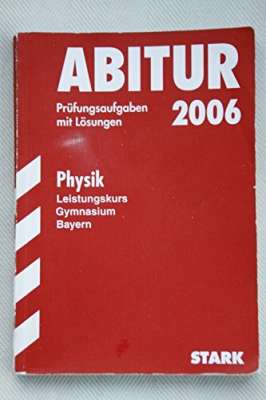 ABITUR
Prüfungsaufgaben
mit Lösungen
2006
Physik
Leistungskurs
Gymnasium
Bayern
STARK